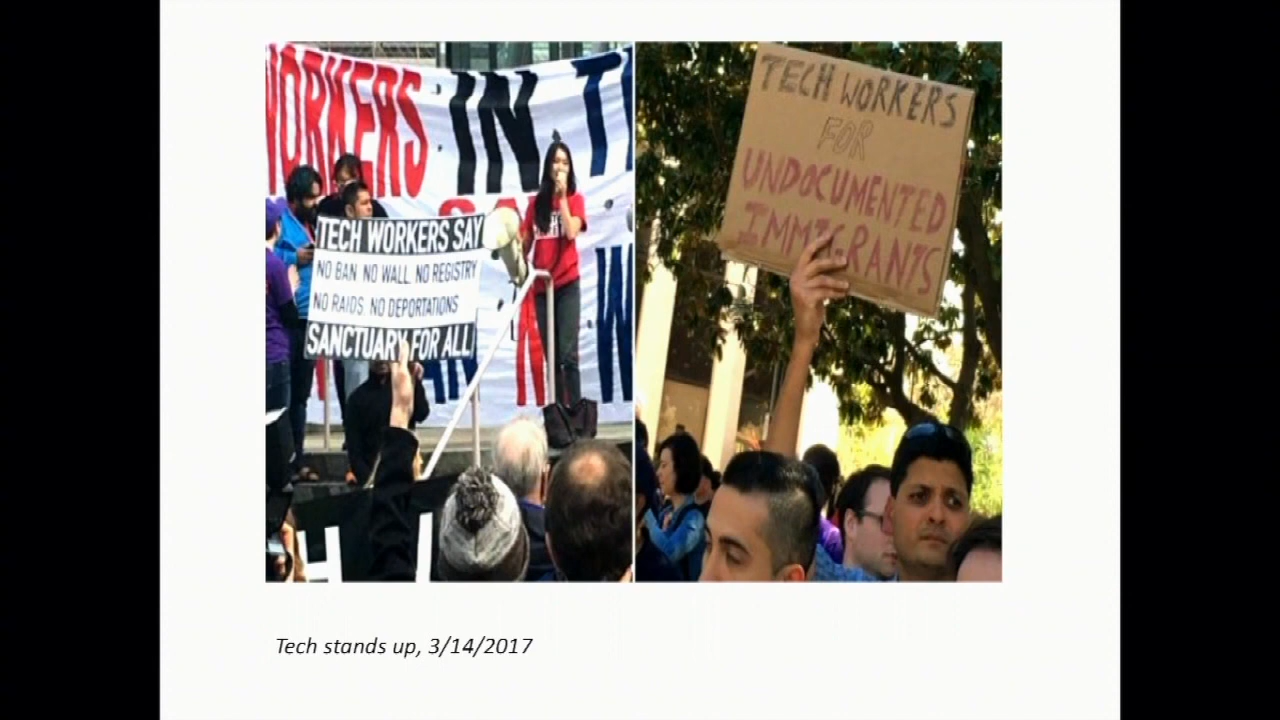 WORKERS IN
TECH WORKERS SAY
NO BAN NO WALL NO REGISTRY
NO RAIDS NO DEPORTATIONS
SANCTUARY FOR ALL
TECH WORKERS
FOR
UNDOCUMENTED
IMMIGRANTS
Tech stands up, 3/14/2017